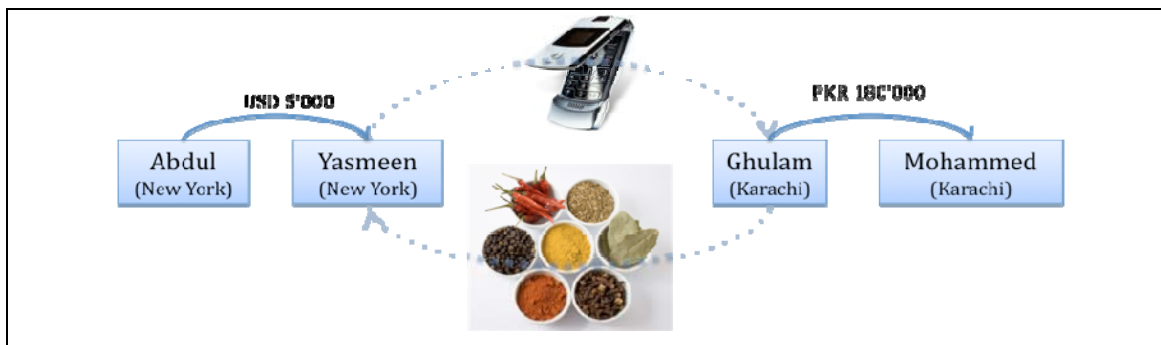 USD 5'000
PKR 180'000
Abdul
(New York)
Yasmeen
(New York)
Ghulam
(Karachi)
Mohammed
(Karachi)